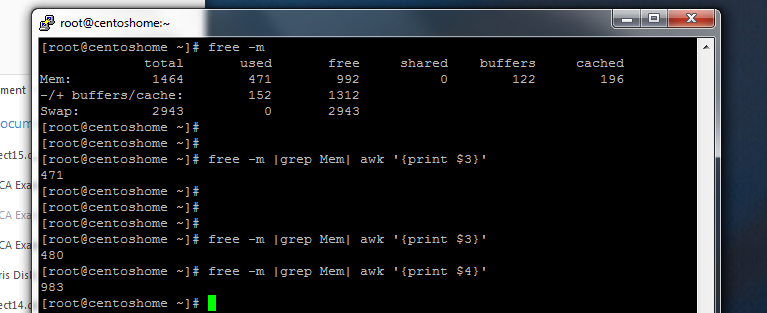 root@centoshome:~
[root@centoshome ~]# free -m
total used free shared buffers cached
Mem: 1464 471 992 0 122 196
-/+ buffers/cache: 152 1312
Swap: 2943 0 2943
[root@centoshome ~]#
[root@centoshome ~]#
[root@centoshome ~]# free -m |grep Mem| awk '{print $3}'
471
[root@centoshome ~]#
[root@centoshome ~]#
[root@centoshome ~]#
[root@centoshome ~]# free -m |grep Mem| awk '{print $3}'
480
[root@centoshome ~]# free -m |grep Mem| awk '{print $4}'
983
[root@centoshome ~]#
ument
ocum
ect15.
CA Exa
CA Exa
CA Exa
ris Dis
ect14.